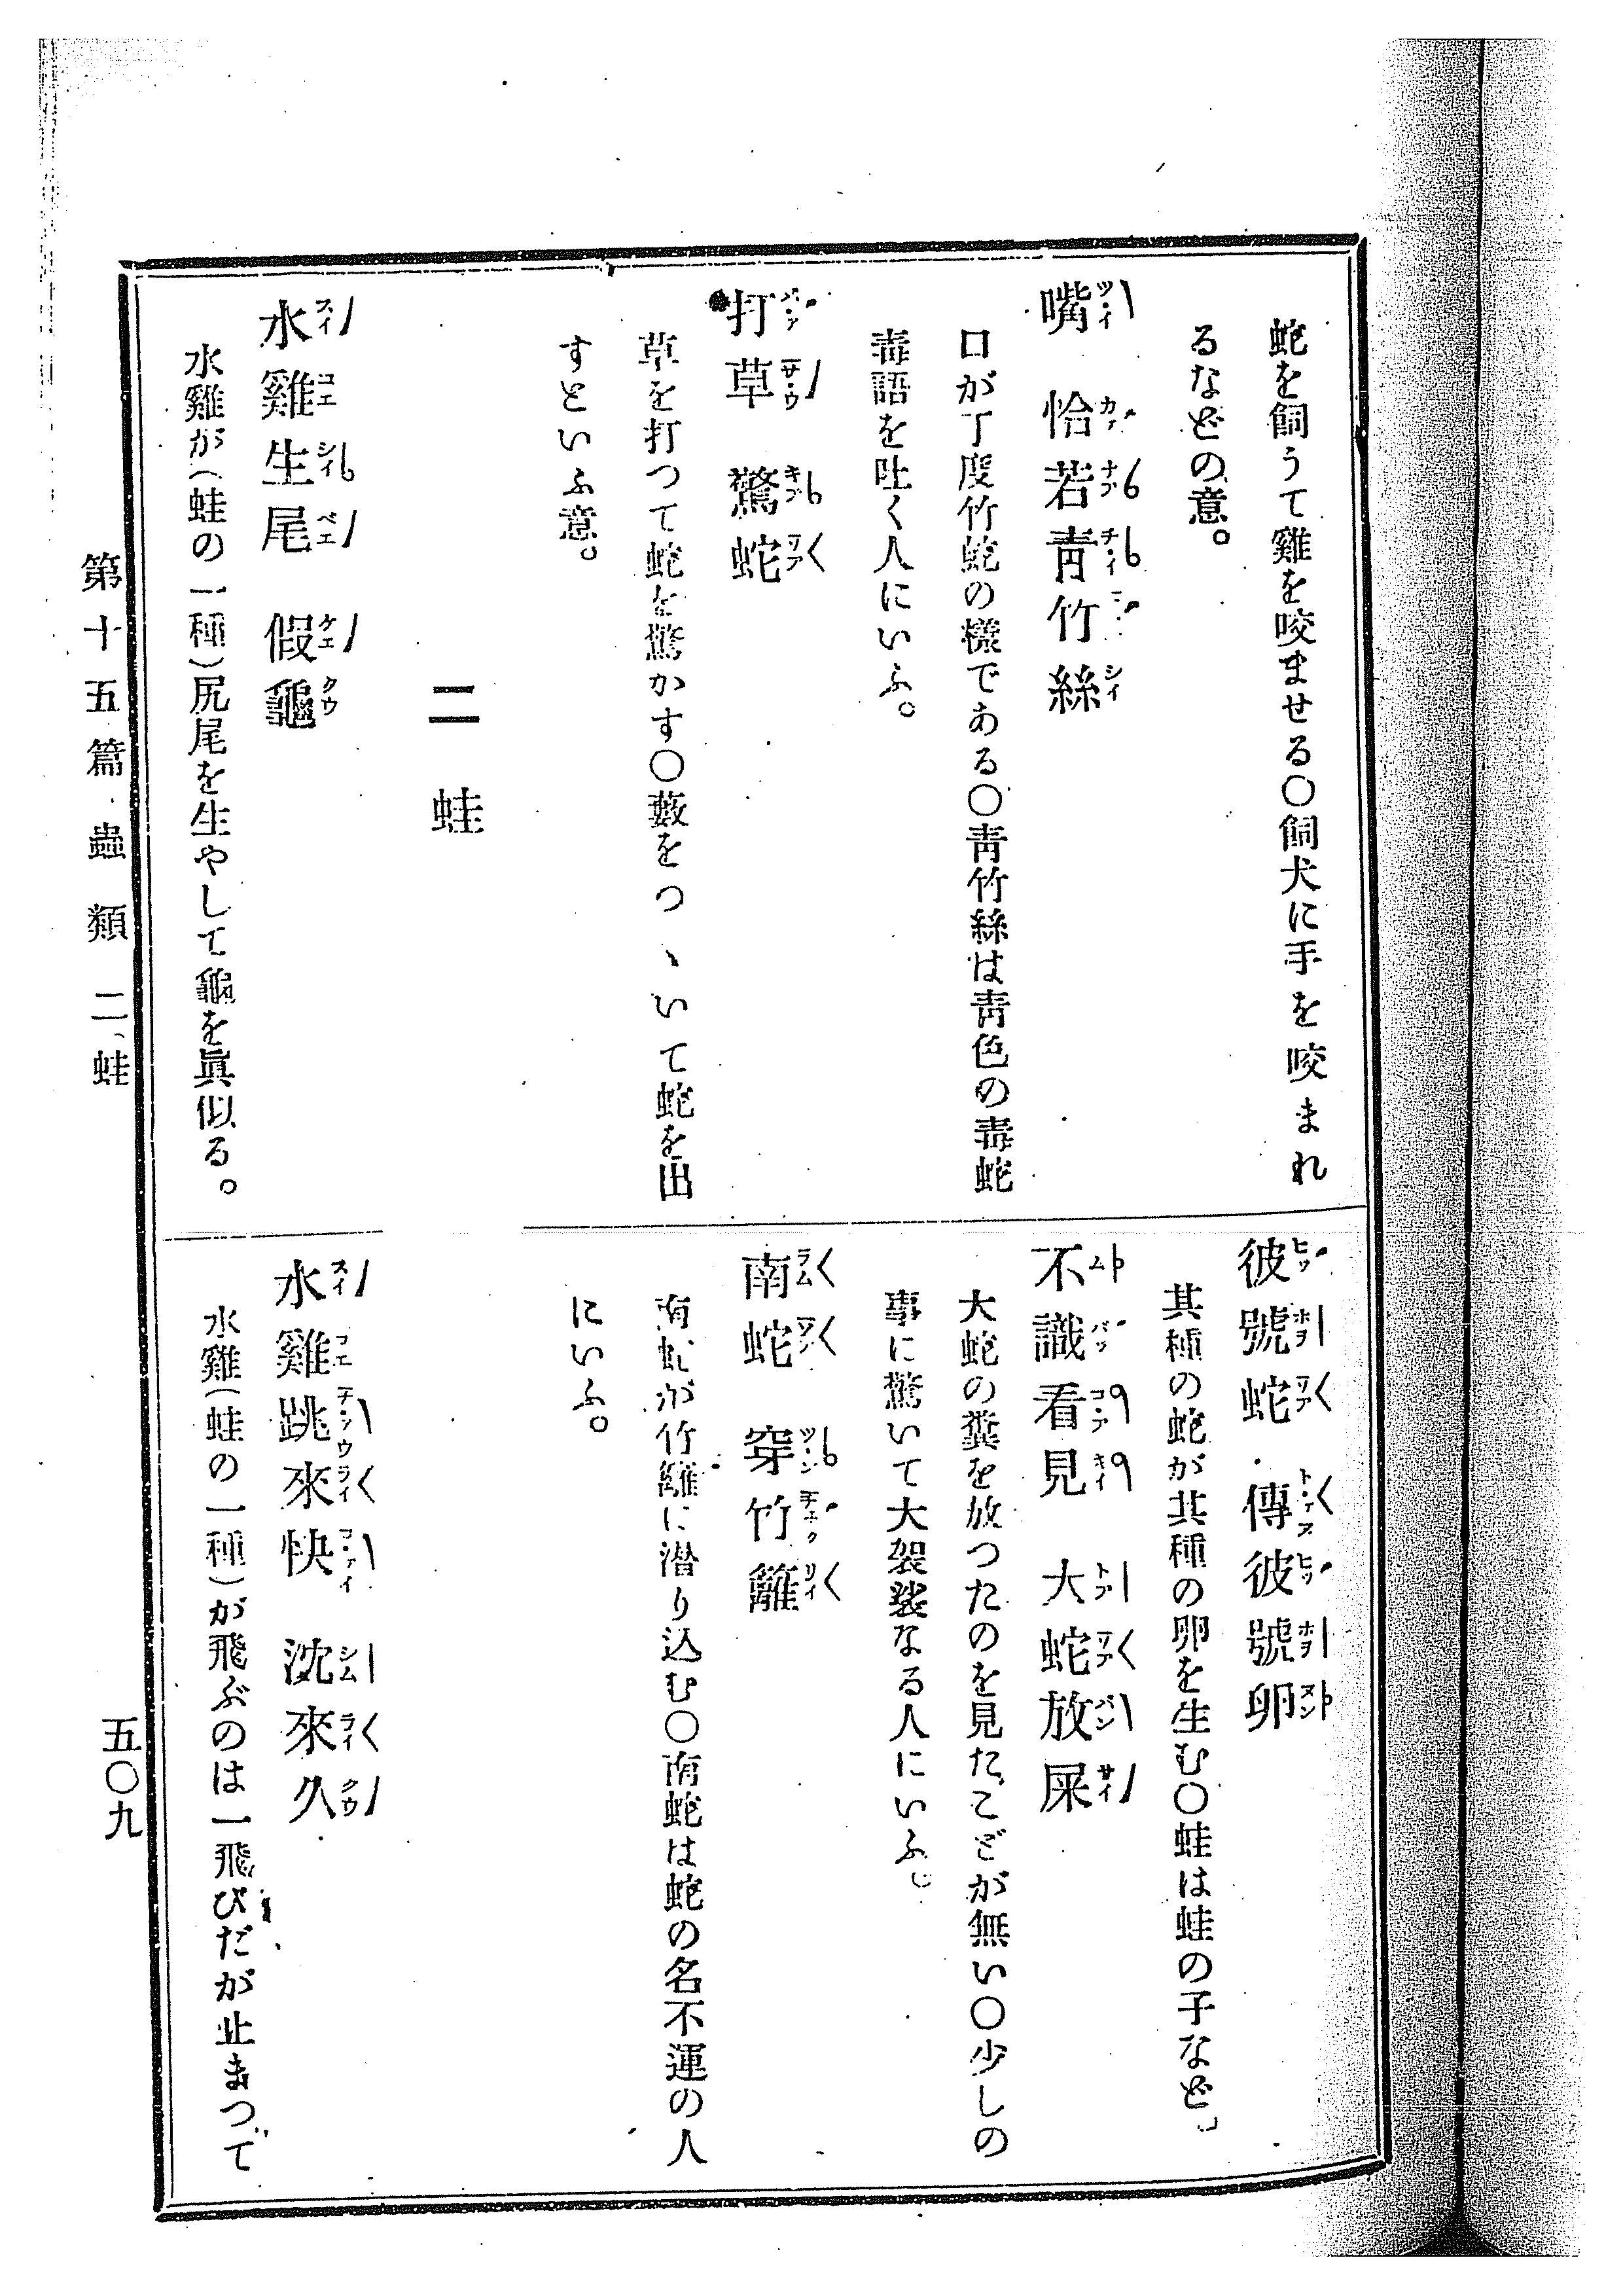 蛇を飼うて雞を咬ませる〇飼犬に手を咬まれ
るなどの意。
嘴　恰若靑竹絲
口が丁度竹蛇の樣である〇靑竹絲は靑色の毒蛇
毒語を吐く人にいふ。
打草　驚蛇
草を打つて蛇を驚かす〇藪をつヽいて蛇を出
すといふ意。
二　蛙
水雞生尾　假龜
水雞が（蛙の一種）尻尾を生やして龜を眞似る。
彼號蛇　傳彼號卵
其種の蛇が其種の卵を生む〇蛙は蛙の子など。
不識看見　大蛇放屎
大蛇の糞を放つたのを見たことが無い〇少しの
事に驚いて大袈裟なる人にいふ。
南蛇　穿竹籬
南蛇が竹籬に潜り込む〇南蛇は蛇の名不運の人
にいふ。
水雞跳來快　沈來久
水雞（蛙の一種）が飛ぶのは一飛びだが止まつて
第十五篇　蟲類　二、蛙
五〇九